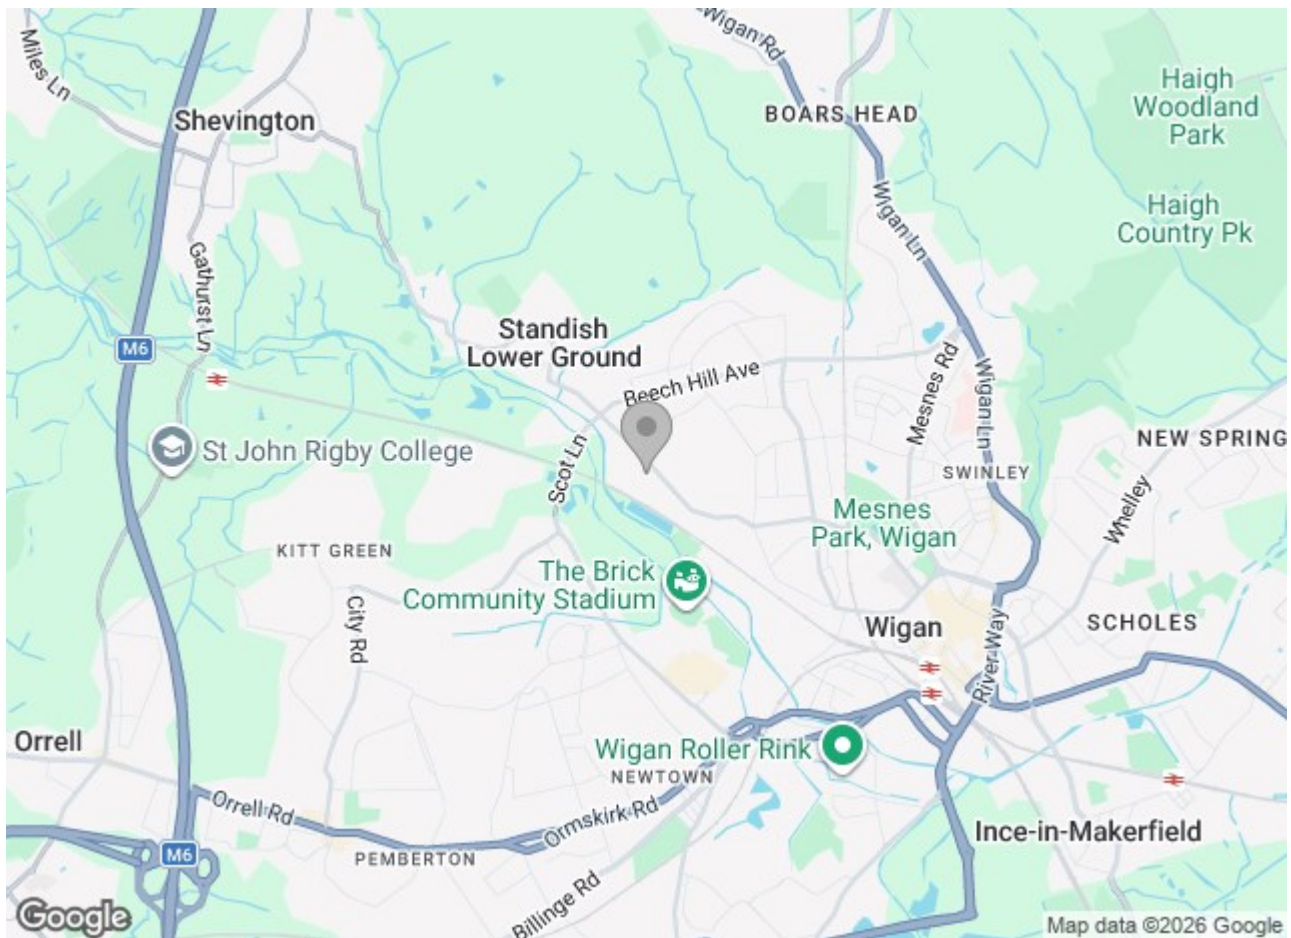 Wigan Rd
Miles Ln
Haigh
Woodland
Park
BOARS HEAD
Shevington
Wigan Ln
Haigh
Country Pk
Gathurst Ln
Standish
Lower Ground
M6
Beech Hill Ave
Mesnes Rd
Wigan Ln
St John Rigby College
Scot Ln
NEW SPRING
SWINLEY
Whelley
Mesnes
Park, Wigan
KITT GREEN
The Brick
Community Stadium
City Rd
Wigan
SCHOLES
River Way
Orrell
Wigan Roller Rink
NEWTOWN
Orrell Rd
Ormskirk Rd
Ince-in-Makerfield
M6
PEMBERTON
Billinge Rd
Google
Map data ©2026 Google